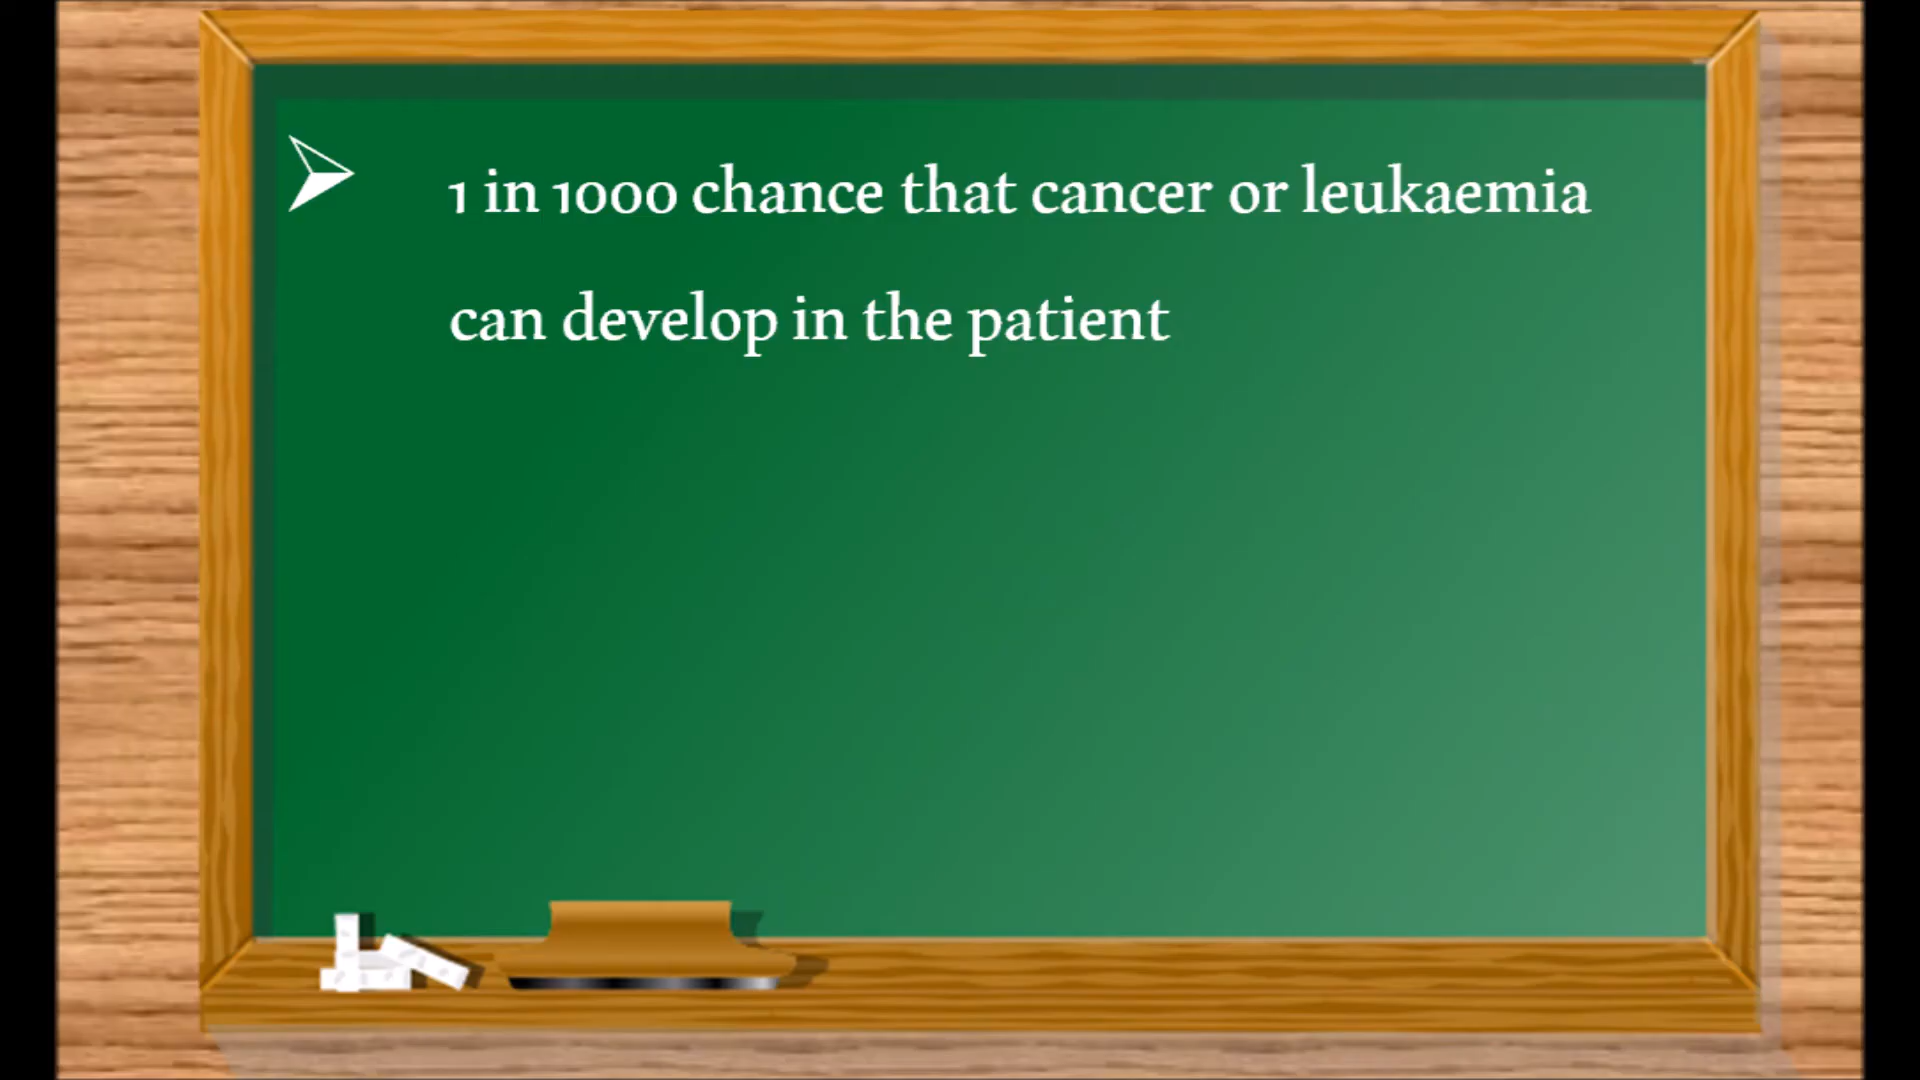 1 in 1000 chance that cancer or leukaemia
can develop in the patient